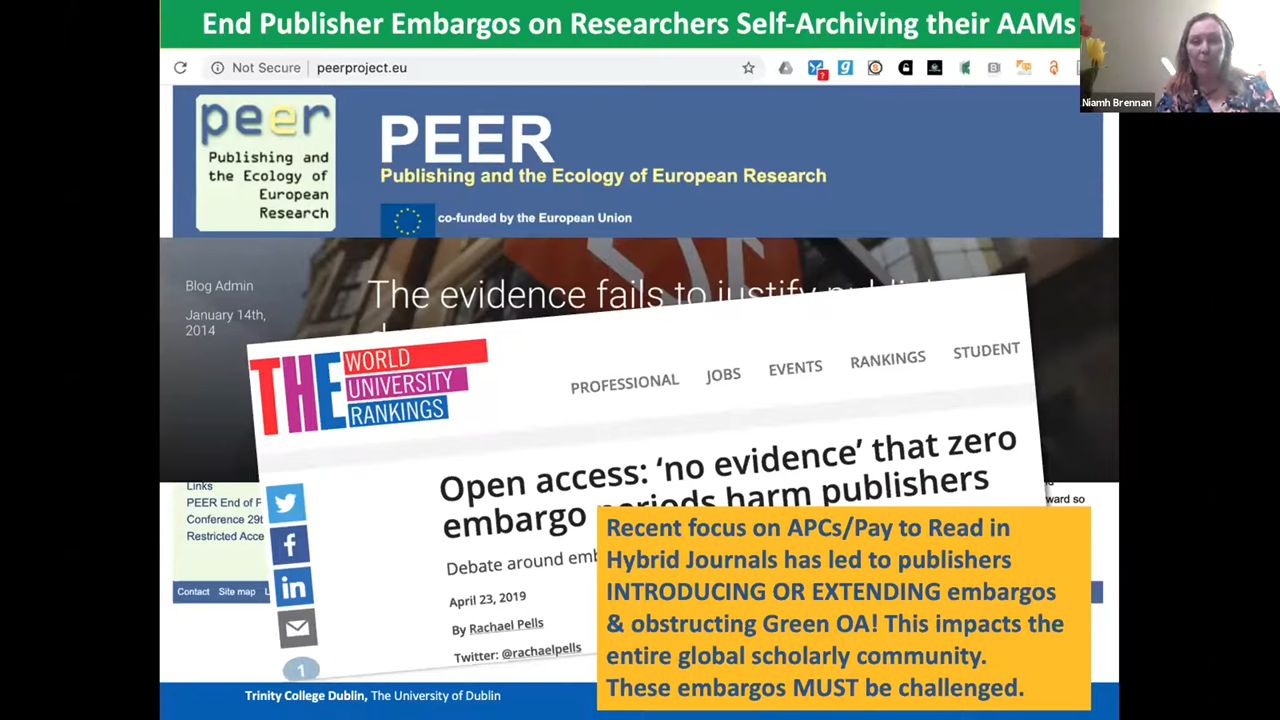 End Publisher Embargos on Researchers Self-Archiving their AAMs
Not Secure
peerproject.eu
Niamh Brennan
peer
Publishing and
the Ecology of
European
Research
PEER
Publishing and the Ecology of European Research
co-funded by the European Union
Blog Admin
January 14th,
2014
The evidence fails to justify
THE
WORLD
UNIVERSITY
RANKINGS
PROFESSIONAL
JOBS
EVENTS
RANKINGS
STUDENT
Open access: ‘no evidence’ that zero
embargo periods harm publishers
Debate around
April 23, 2019
By Rachael Pells
Twitter: @rachaelpells
1
Links
PEER End of
Conference 29t
Restricted
Contact
Site map
Recent focus on APCs/Pay to Read in
Hybrid Journals has led to publishers
INTRODUCING OR EXTENDING embargos
& obstructing Green OA! This impacts the
entire global scholarly community.
These embargos MUST be challenged.
Trinity College Dublin, The University of Dublin